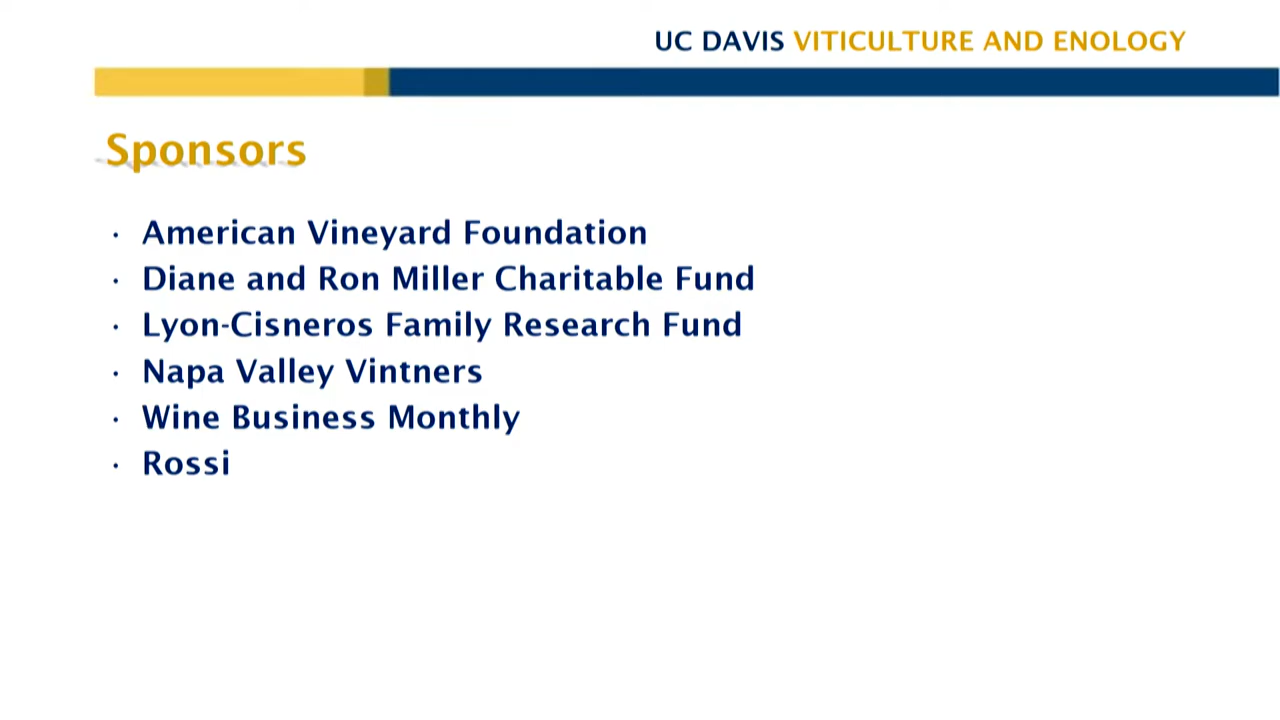 UC DAVIS VITICULTURE AND ENOLOGY
Sponsors
· American Vineyard Foundation
· Diane and Ron Miller Charitable Fund
· Lyon-Cisneros Family Research Fund
· Napa Valley Vintners
· Wine Business Monthly
· Rossi